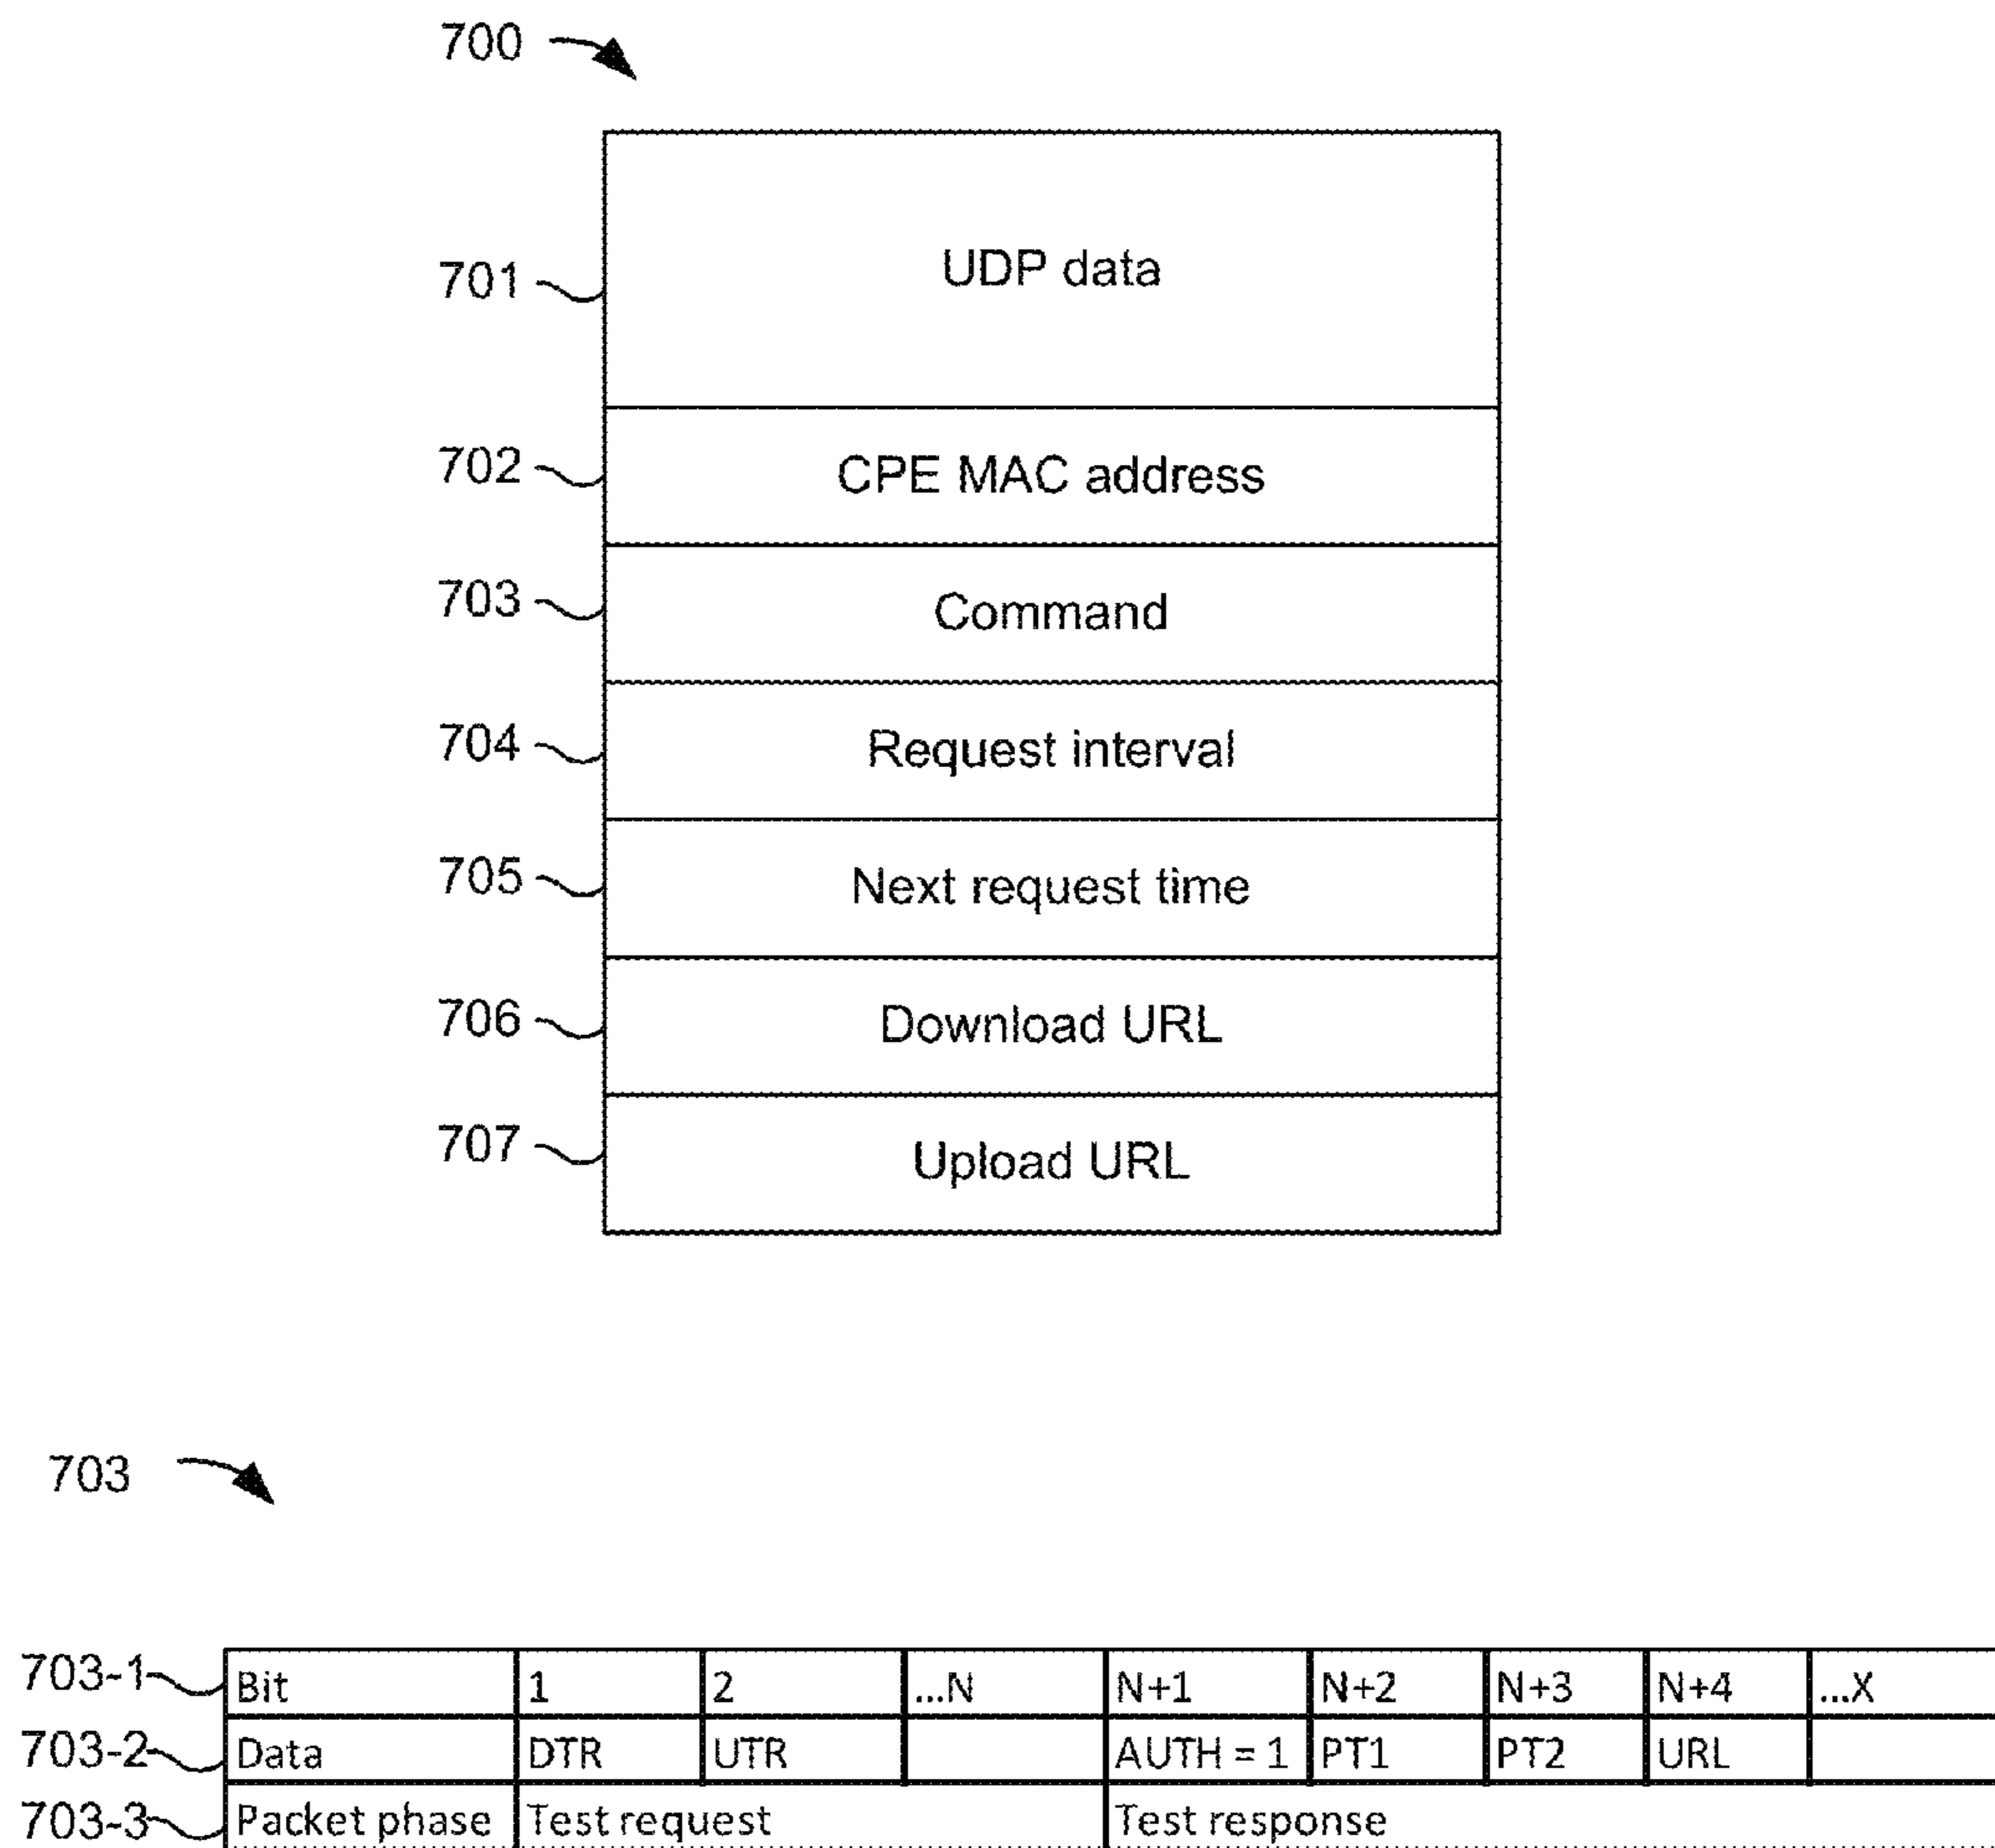 700
701 UDP data
702 CPE MAC address
703 Command
704 Request interval
705 Next request time
706 Download URL
707 Upload URL
703
703-1 Bit 1 2 ...N N+1 N+2 N+3 N+4 ...X
703-2 Data DTR UTR AUTH = 1 PT1 PT2 URL
703-3 Packet phase Test request Test response